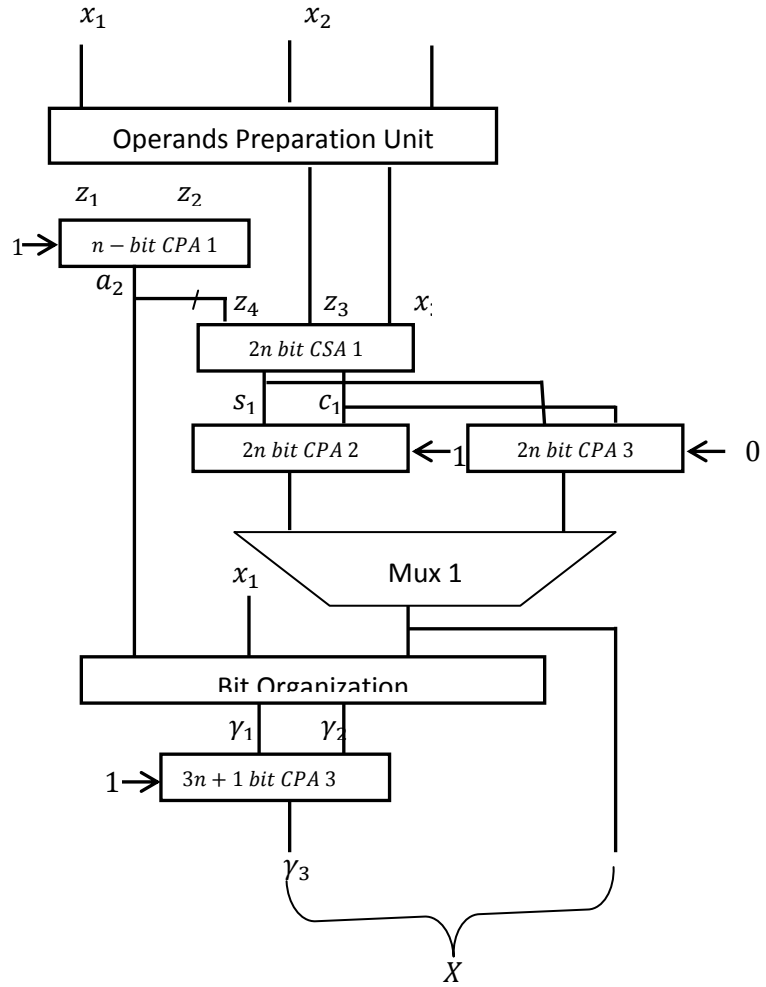 x₁ x₂
Operands Preparation Unit
z₁ z₂
1
n − bit CPA 1
a₂
z₄ z₃ x
2n bit CSA 1
s₁ c₁
2n bit CPA 2
1
2n bit CPA 3
0
Mux 1
x₁
Bit Organization
γ₁ γ₂
1
3n + 1 bit CPA 3
γ₃
X